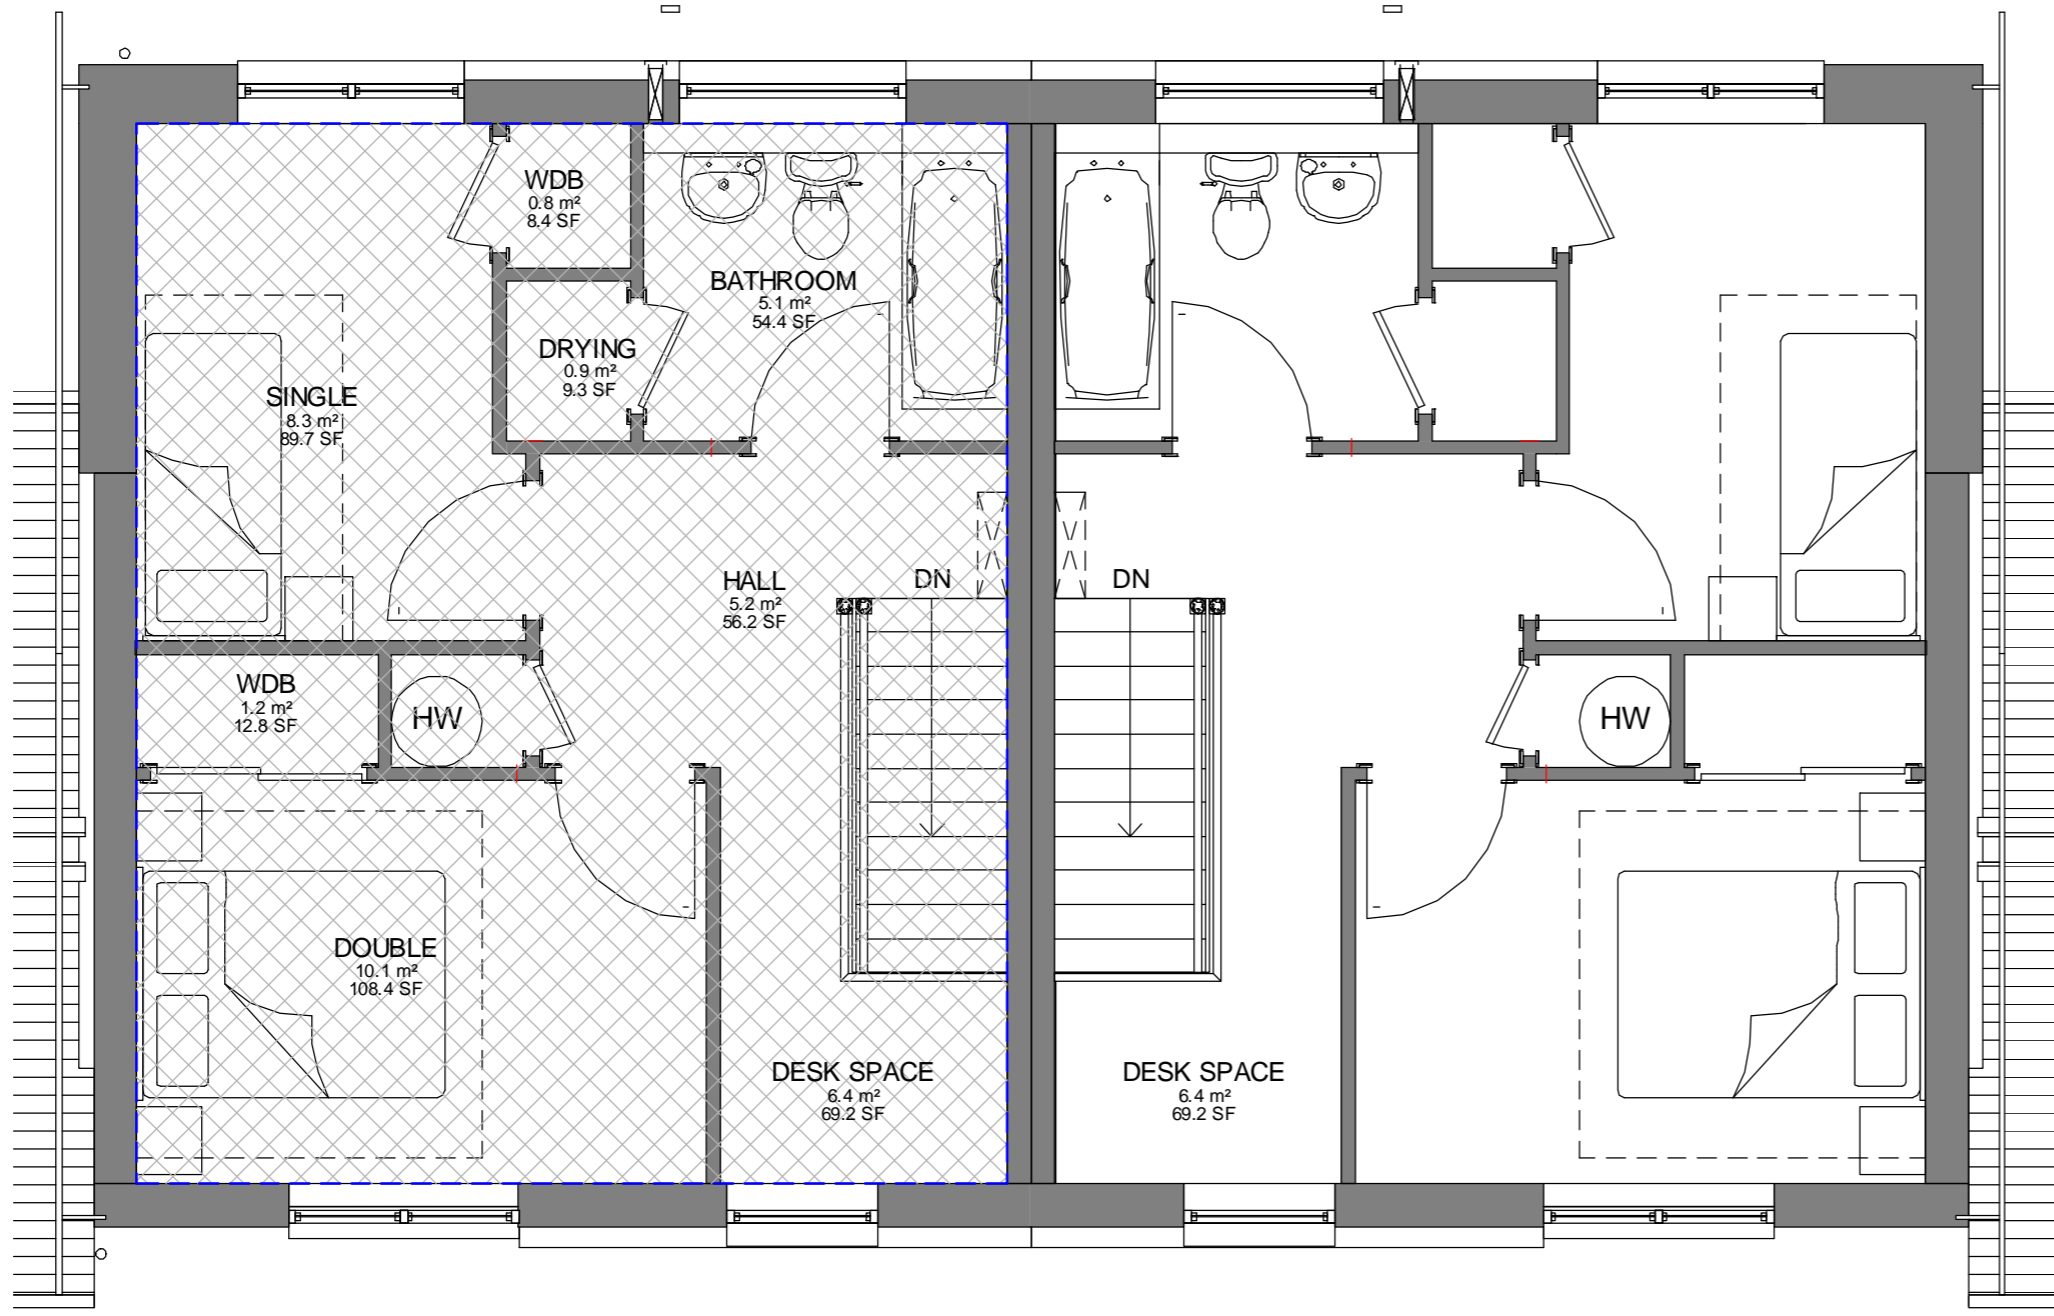 WDB
0.8 m²
8.4 SF
BATHROOM
5.1 m²
54.4 SF
DRYING
0.9 m²
9.3 SF
SINGLE
8.3 m²
89.7 SF
HALL
5.2 m²
56.2 SF
DN
DN
WDB
1.2 m²
12.8 SF
HW
HW
DOUBLE
10.1 m²
108.4 SF
DESK SPACE
6.4 m²
69.2 SF
DESK SPACE
6.4 m²
69.2 SF